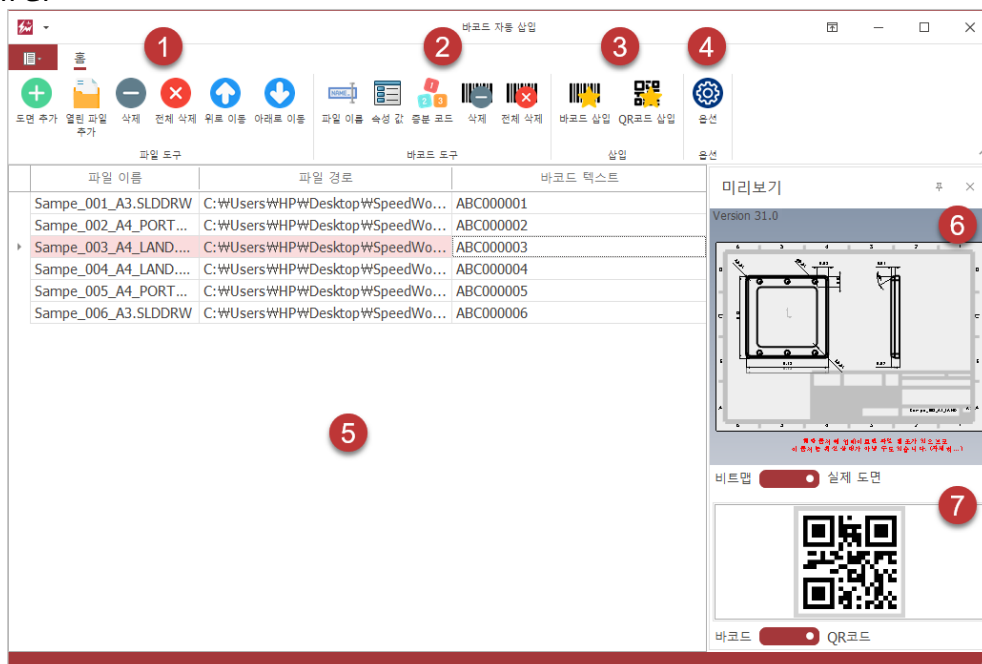 바코드 자동 삽입
1
2
3
4
홈
도면 추가
열린 파일
추가
삭제
전체 삭제
위로 이동
아래로 이동
파일 이름
속성 값
증분 코드
삭제
전체 삭제
바코드 삽입
QR코드 삽입
옵션
파일 도구
바코드 도구
삽입
옵션
파일 이름 파일 경로 바코드 텍스트
Sampe_001_A3.SLDDRW C:₩Users₩HP₩Desktop₩SpeedWo... ABC000001
Sampe_002_A4_PORT... C:₩Users₩HP₩Desktop₩SpeedWo... ABC000002
Sampe_003_A4_LAND.... C:₩Users₩HP₩Desktop₩SpeedWo... ABC000003
Sampe_004_A4_LAND.... C:₩Users₩HP₩Desktop₩SpeedWo... ABC000004
Sampe_005_A4_PORT... C:₩Users₩HP₩Desktop₩SpeedWo... ABC000005
Sampe_006_A3.SLDDRW C:₩Users₩HP₩Desktop₩SpeedWo... ABC000006
5
미리보기
Version 31.0
6
비트맵 실제 도면
7
바코드 QR코드